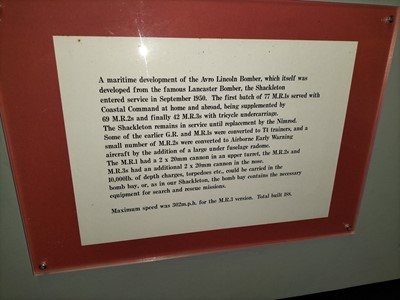 A maritime development of the Avro Lincoln Bomber, which itself was
developed from the famous Lancaster Bomber, the Shackleton
entered service in September 1950. The first batch of 77 M.R.1s served with
Coastal Command at home and abroad, being supplemented by
69 M.R.2s and finally 42 M.R.3s with tricycle undercarriage.
The Shackleton remains in service until replacement by the Nimrod.
Some of the earlier G.R. and M.R.1s were converted to T4 trainers, and a
small number of M.R.2s were converted to Airborne Early Warning
aircraft by the addition of a large under fuselage radome.
The M.R.1 had a 2 x 20mm cannon in an upper turret, the M.R.2s and
M.R.3s had an additional 2 x 20mm cannon in the nose.
10,000lb. of depth charges, torpedoes etc., could be carried in the
bomb bay, or, as in our Shackleton, the bomb bay contains the necessary
equipment for search and rescue missions.
Maximum speed was 302m.p.h. for the M.R.3 version. Total built